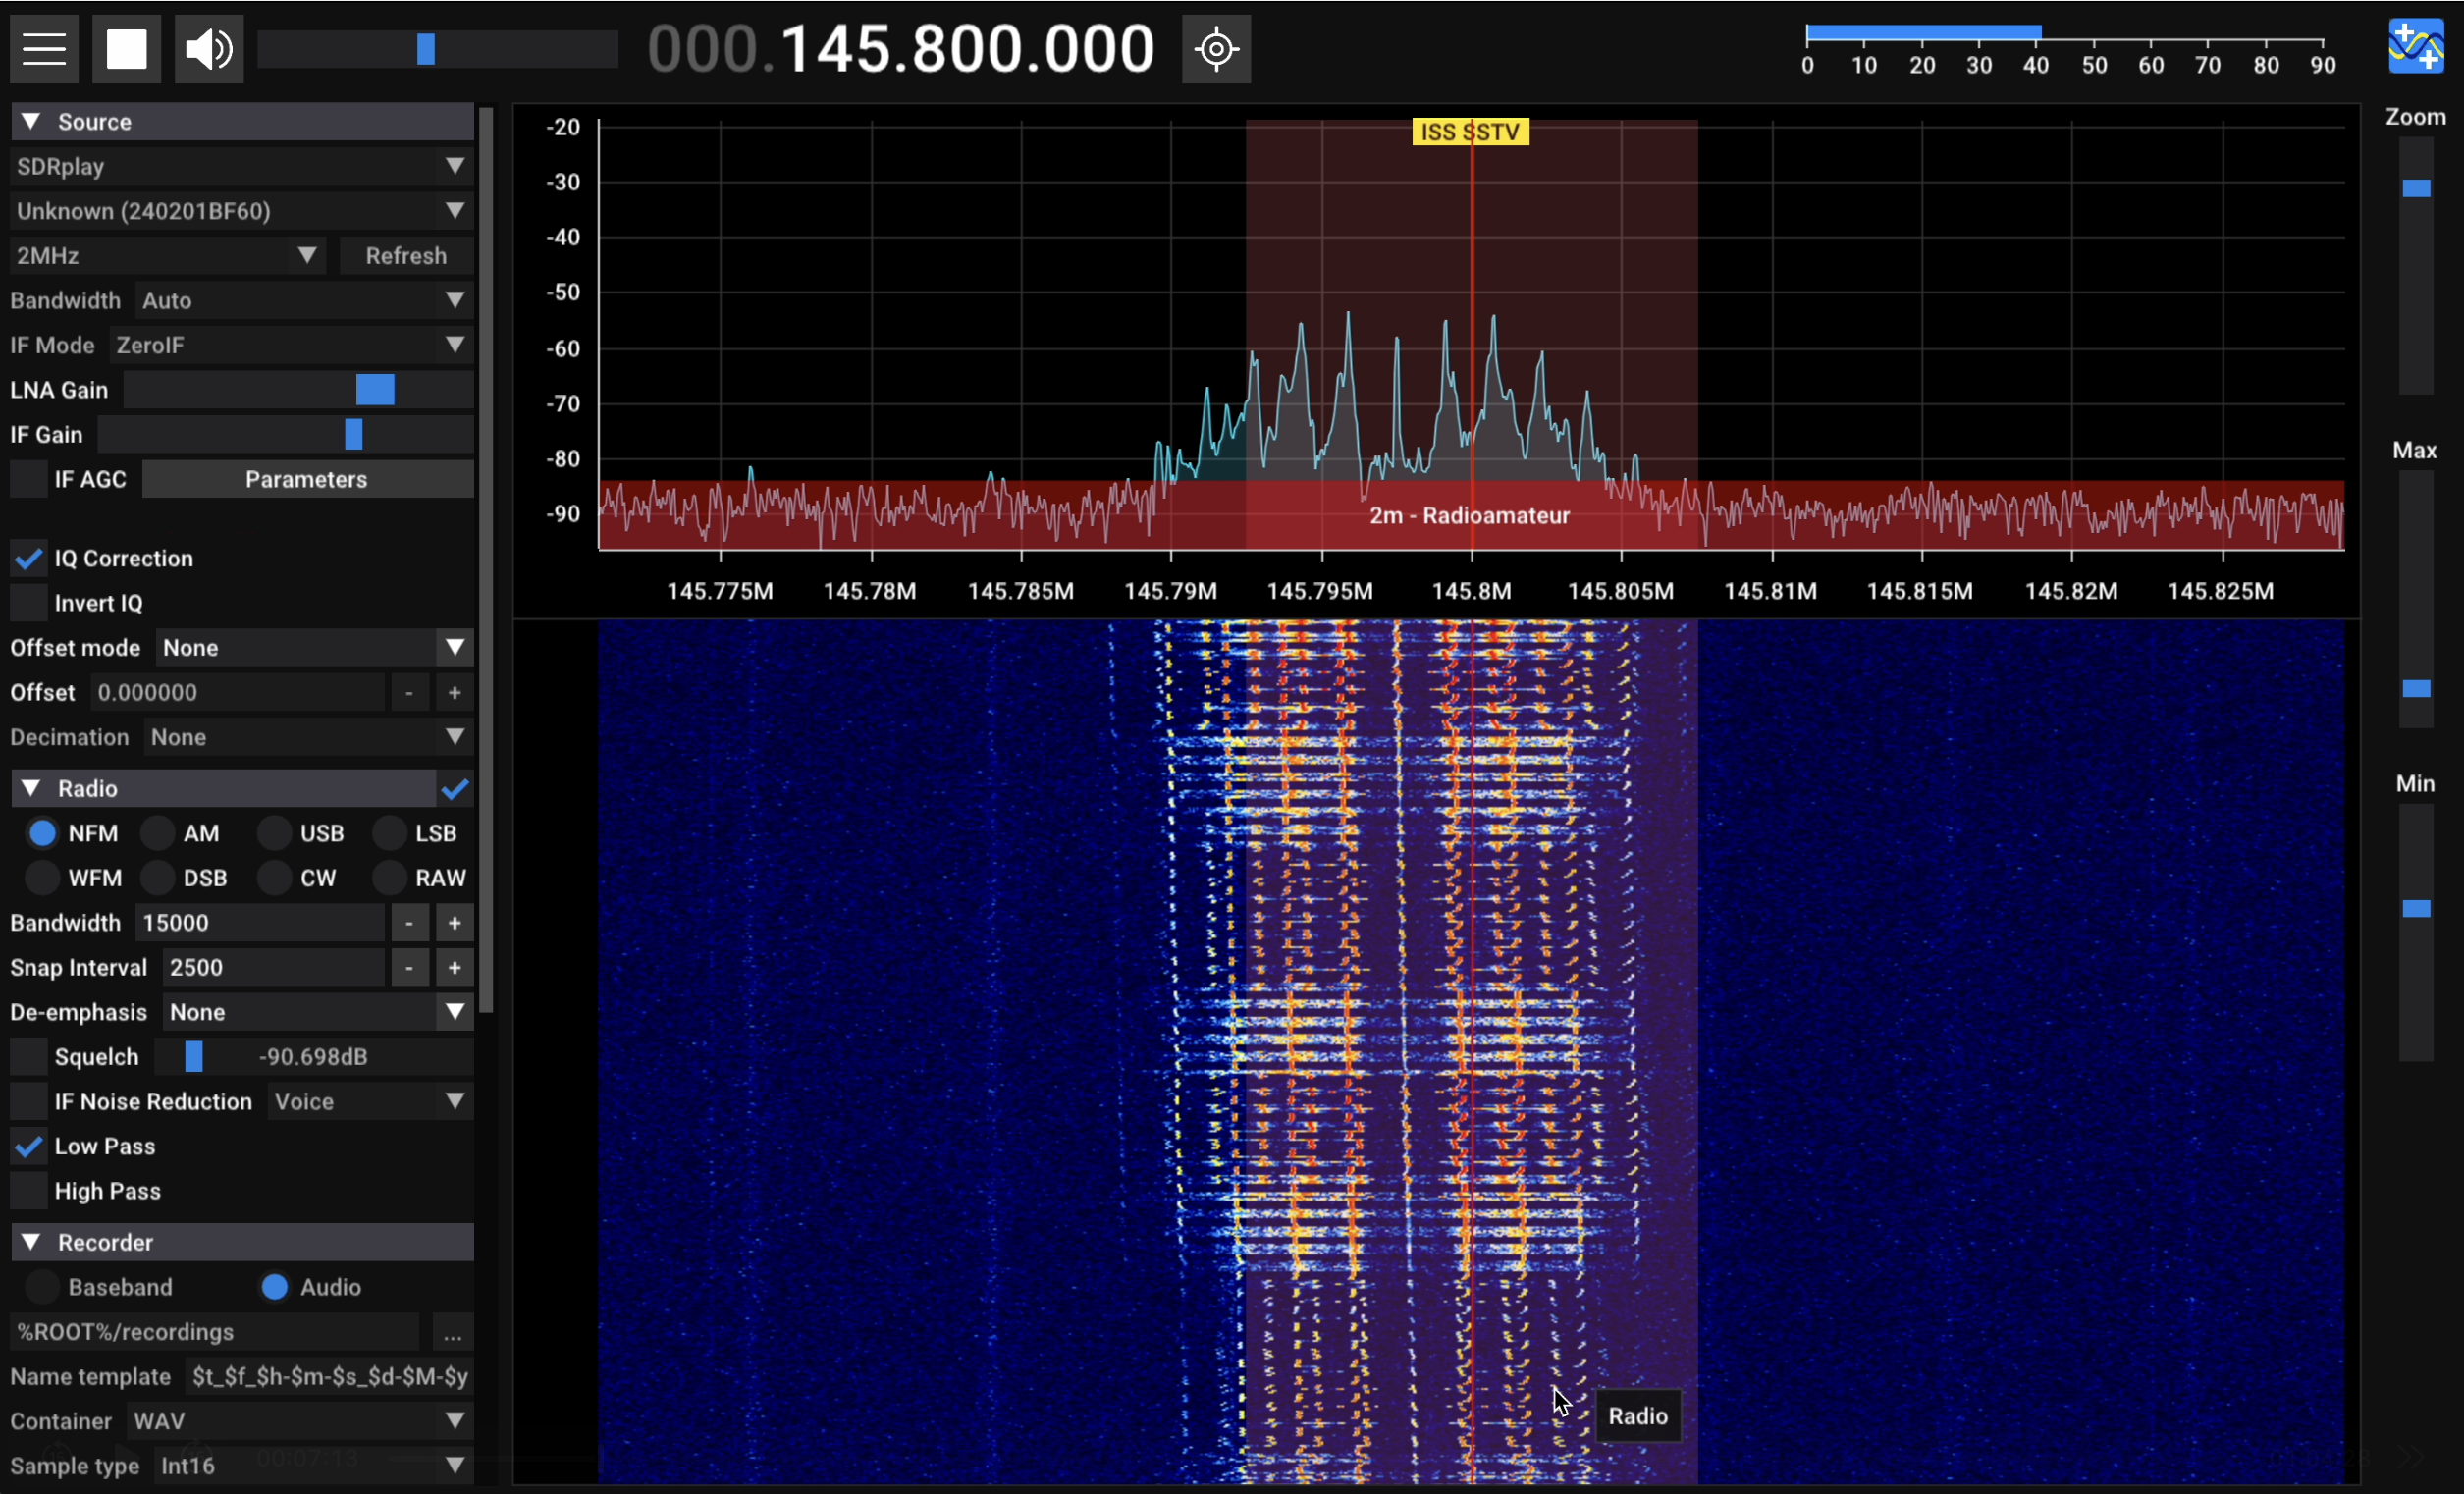 000.145.800.000
0 10 20 30 40 50 60 70 80 90
Source
SDRplay
Unknown (240201BF60)
2MHz Refresh
Bandwidth Auto
IF Mode ZeroIF
LNA Gain
IF Gain
IF AGC Parameters
IQ Correction
Invert IQ
Offset mode None
Offset 0.000000 - +
Decimation None
Radio
NFM AM USB LSB
WFM DSB CW RAW
Bandwidth 15000 - +
Snap Interval 2500 - +
De-emphasis None
Squelch -90.698dB
IF Noise Reduction Voice
Low Pass
High Pass
Recorder
Baseband Audio
%ROOT%/recordings ...
Name template $t_$f_$h-$m-$s_$d-$M-$y
Container WAV
00:07:13
Sample type Int16
ISS SSTV
-20
-30
-40
-50
-60
-70
-80
-90
2m - Radioamateur
145.775M 145.78M 145.785M 145.79M 145.795M 145.8M 145.805M 145.81M 145.815M 145.82M 145.825M
Radio
Zoom
Max
Min